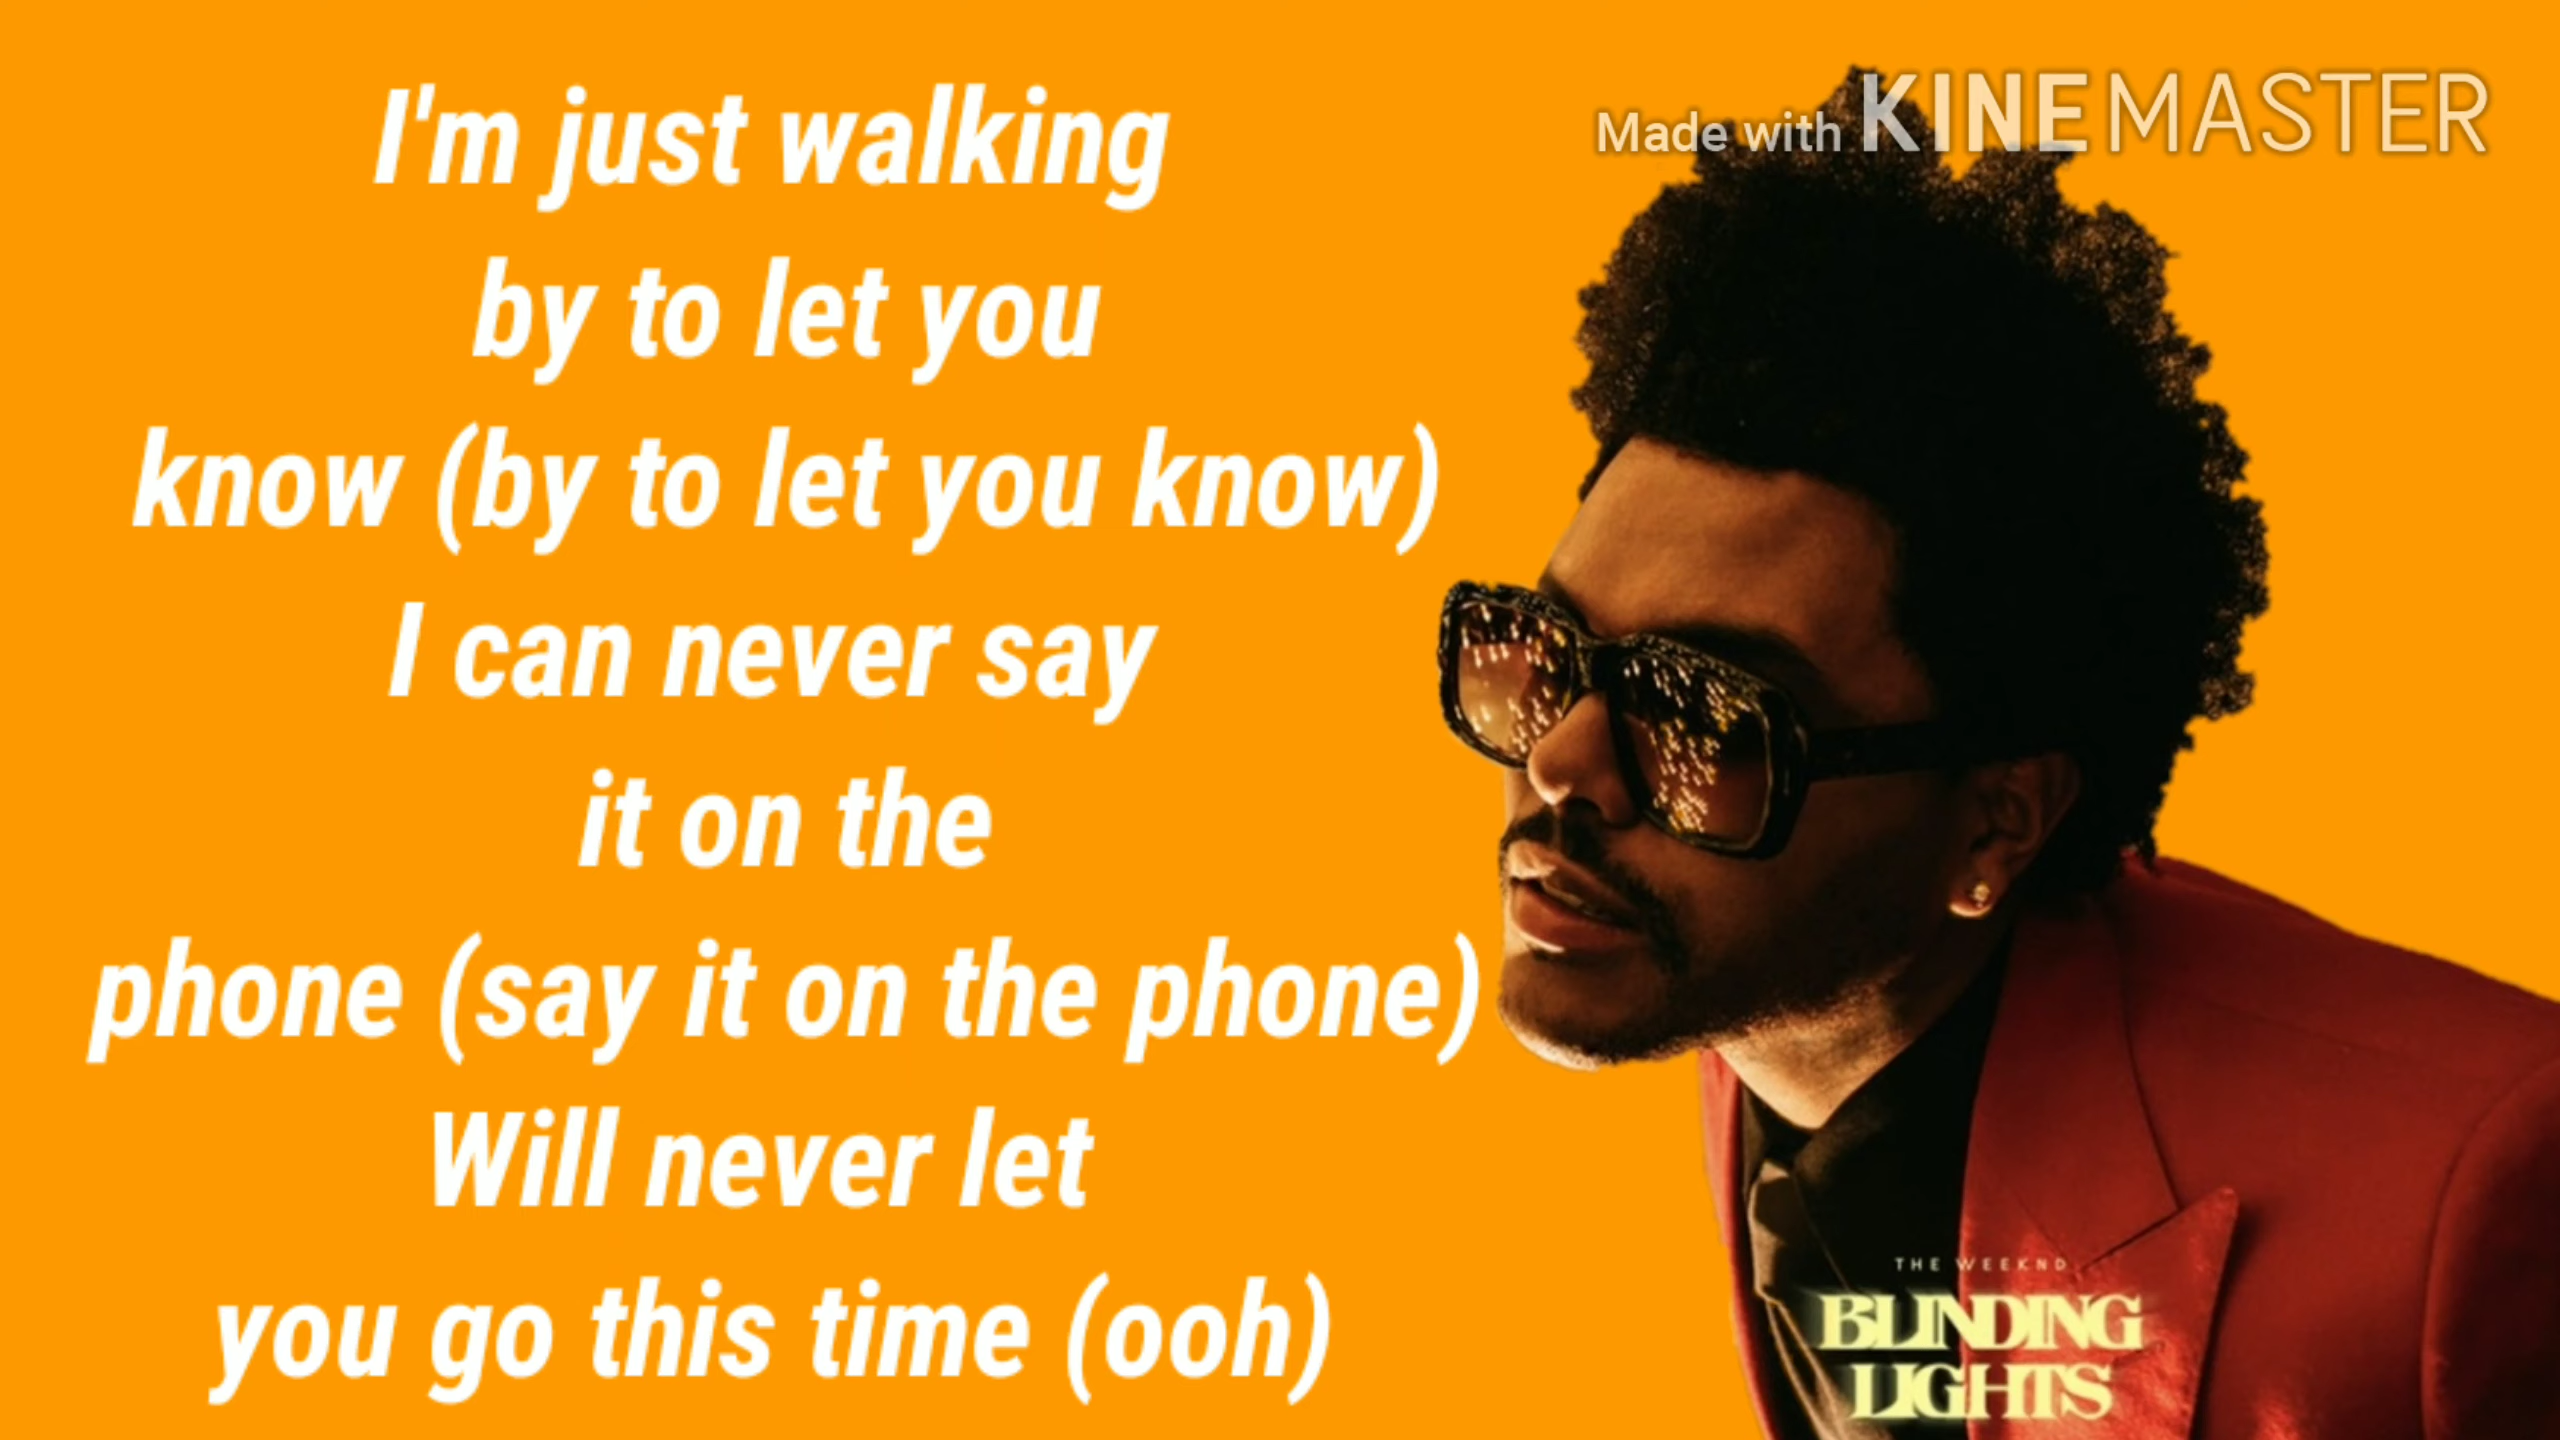 Made with KINEMASTER
I'm just walking
by to let you
know (by to let you know)
I can never say
it on the
phone (say it on the phone)
Will never let
you go this time (ooh)
THE WEEKND
BLINDING
LIGHTS